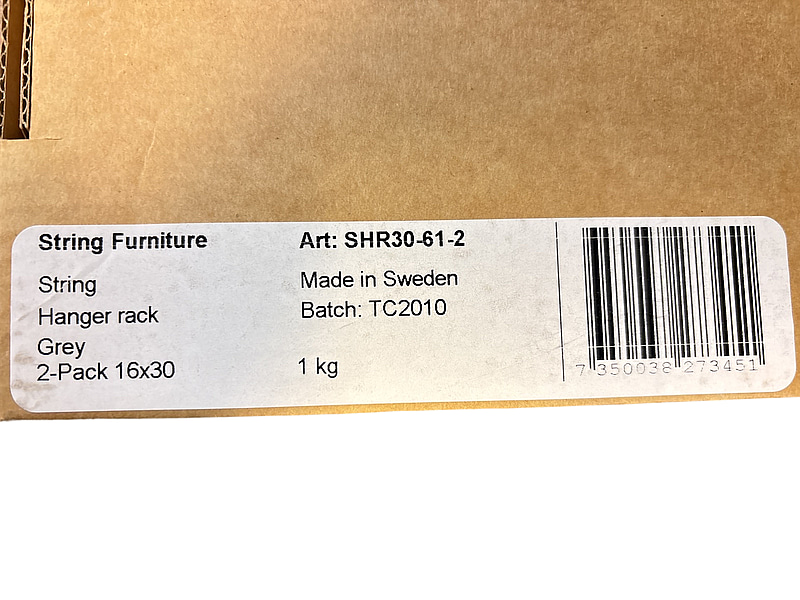 String Furniture
String
Hanger rack
Grey
2-Pack 16x30
Art: SHR30-61-2
Made in Sweden
Batch: TC2010
1 kg
7 350038 273451